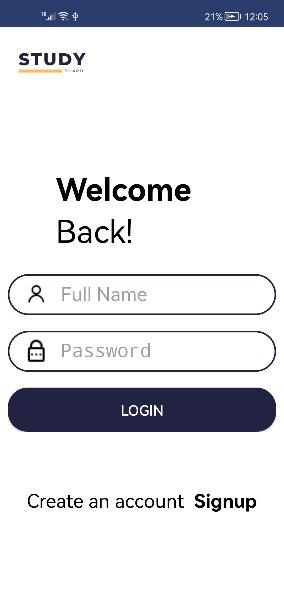 21% 12:05
STUDY
Welcome
Back!
Full Name
Password
LOGIN
Create an account Signup